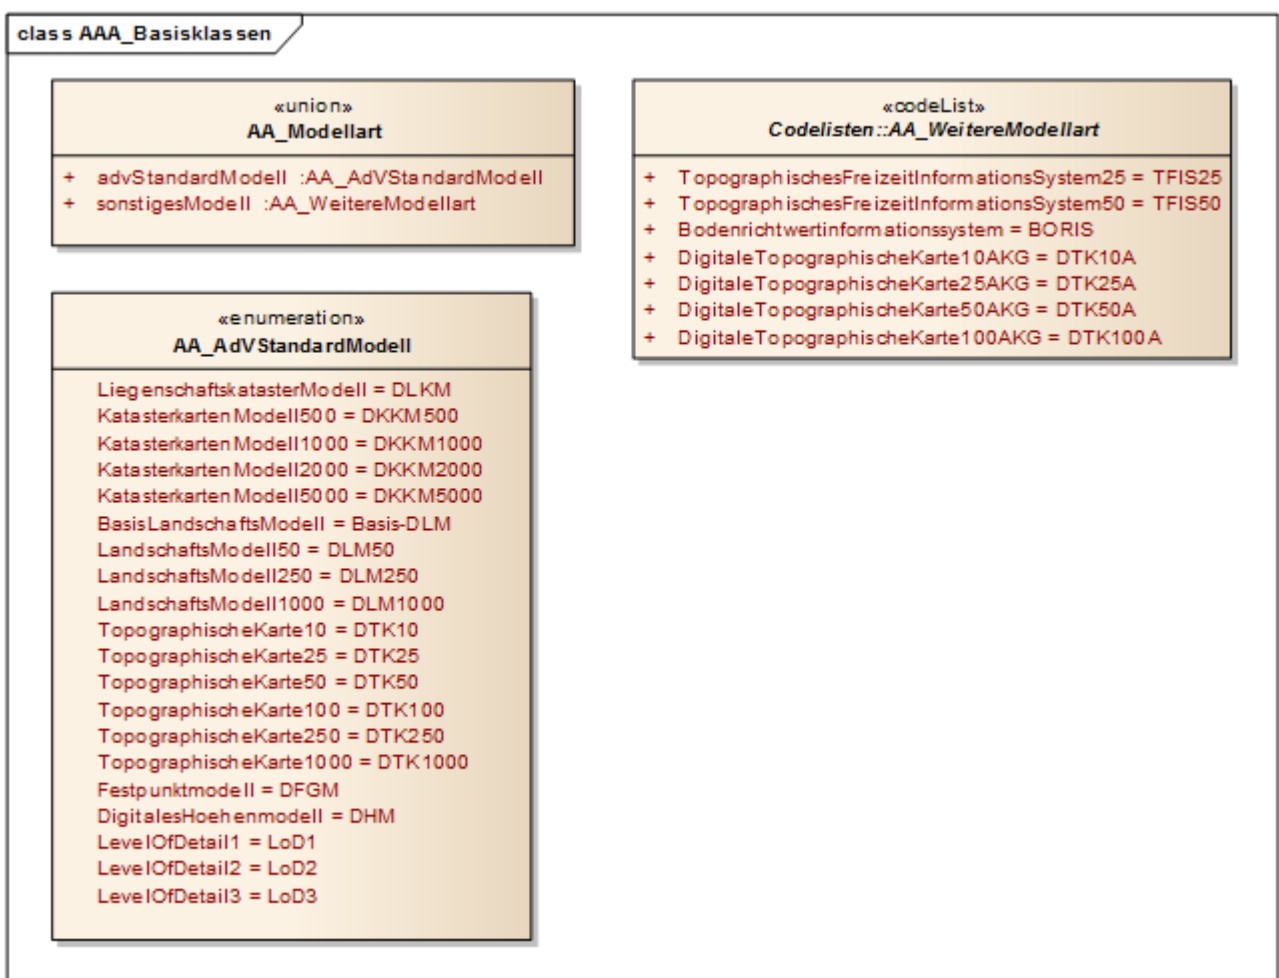 class AAA_Basisklassen
«union»
AA_Modellart
+ advStandardModell :AA_AdVStandardModell
+ sonstigesModell :AA_WeitereModellart
«codeList»
Codelisten::AA_WeitereModellart
+ TopographischesFreizeitInformationsSystem25 = TFIS25
+ TopographischesFreizeitInformationsSystem50 = TFIS50
+ Bodenrichtwertinformationssystem = BORIS
+ DigitaleTopographischeKarte10AKG = DTK10A
+ DigitaleTopographischeKarte25AKG = DTK25A
+ DigitaleTopographischeKarte50AKG = DTK50A
+ DigitaleTopographischeKarte100AKG = DTK100A
«enumeration»
AA_AdVStandardModell
LiegenschaftskatasterModell = DLKM
KatasterkartenModell500 = DKKM500
KatasterkartenModell1000 = DKKM1000
KatasterkartenModell2000 = DKKM2000
KatasterkartenModell5000 = DKKM5000
BasisLandschaftsModell = Basis-DLM
LandschaftsModell50 = DLM50
LandschaftsModell250 = DLM250
LandschaftsModell1000 = DLM1000
TopographischeKarte10 = DTK10
TopographischeKarte25 = DTK25
TopographischeKarte50 = DTK50
TopographischeKarte100 = DTK100
TopographischeKarte250 = DTK250
TopographischeKarte1000 = DTK1000
Festpunktmodell = DFGM
DigitalesHoehenmodell = DHM
LevelOfDetail1 = LoD1
LevelOfDetail2 = LoD2
LevelOfDetail3 = LoD3